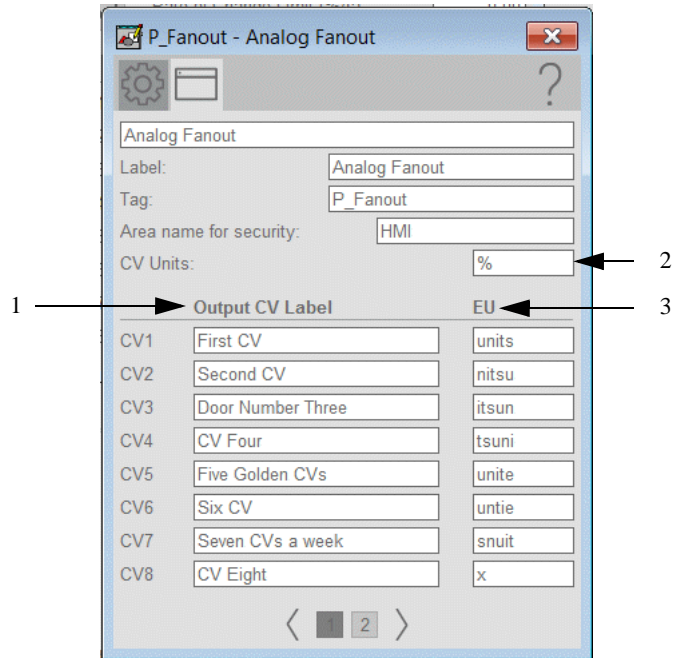 P_Fanout - Analog Fanout
?
Analog Fanout
Label: Analog Fanout
Tag: P_Fanout
Area name for security: HMI
CV Units: %
2
1
Output CV Label EU
3
CV1 First CV units
CV2 Second CV nitsu
CV3 Door Number Three itsun
CV4 CV Four tsuni
CV5 Five Golden CVs unite
CV6 Six CV untie
CV7 Seven CVs a week snuit
CV8 CV Eight x
1 2